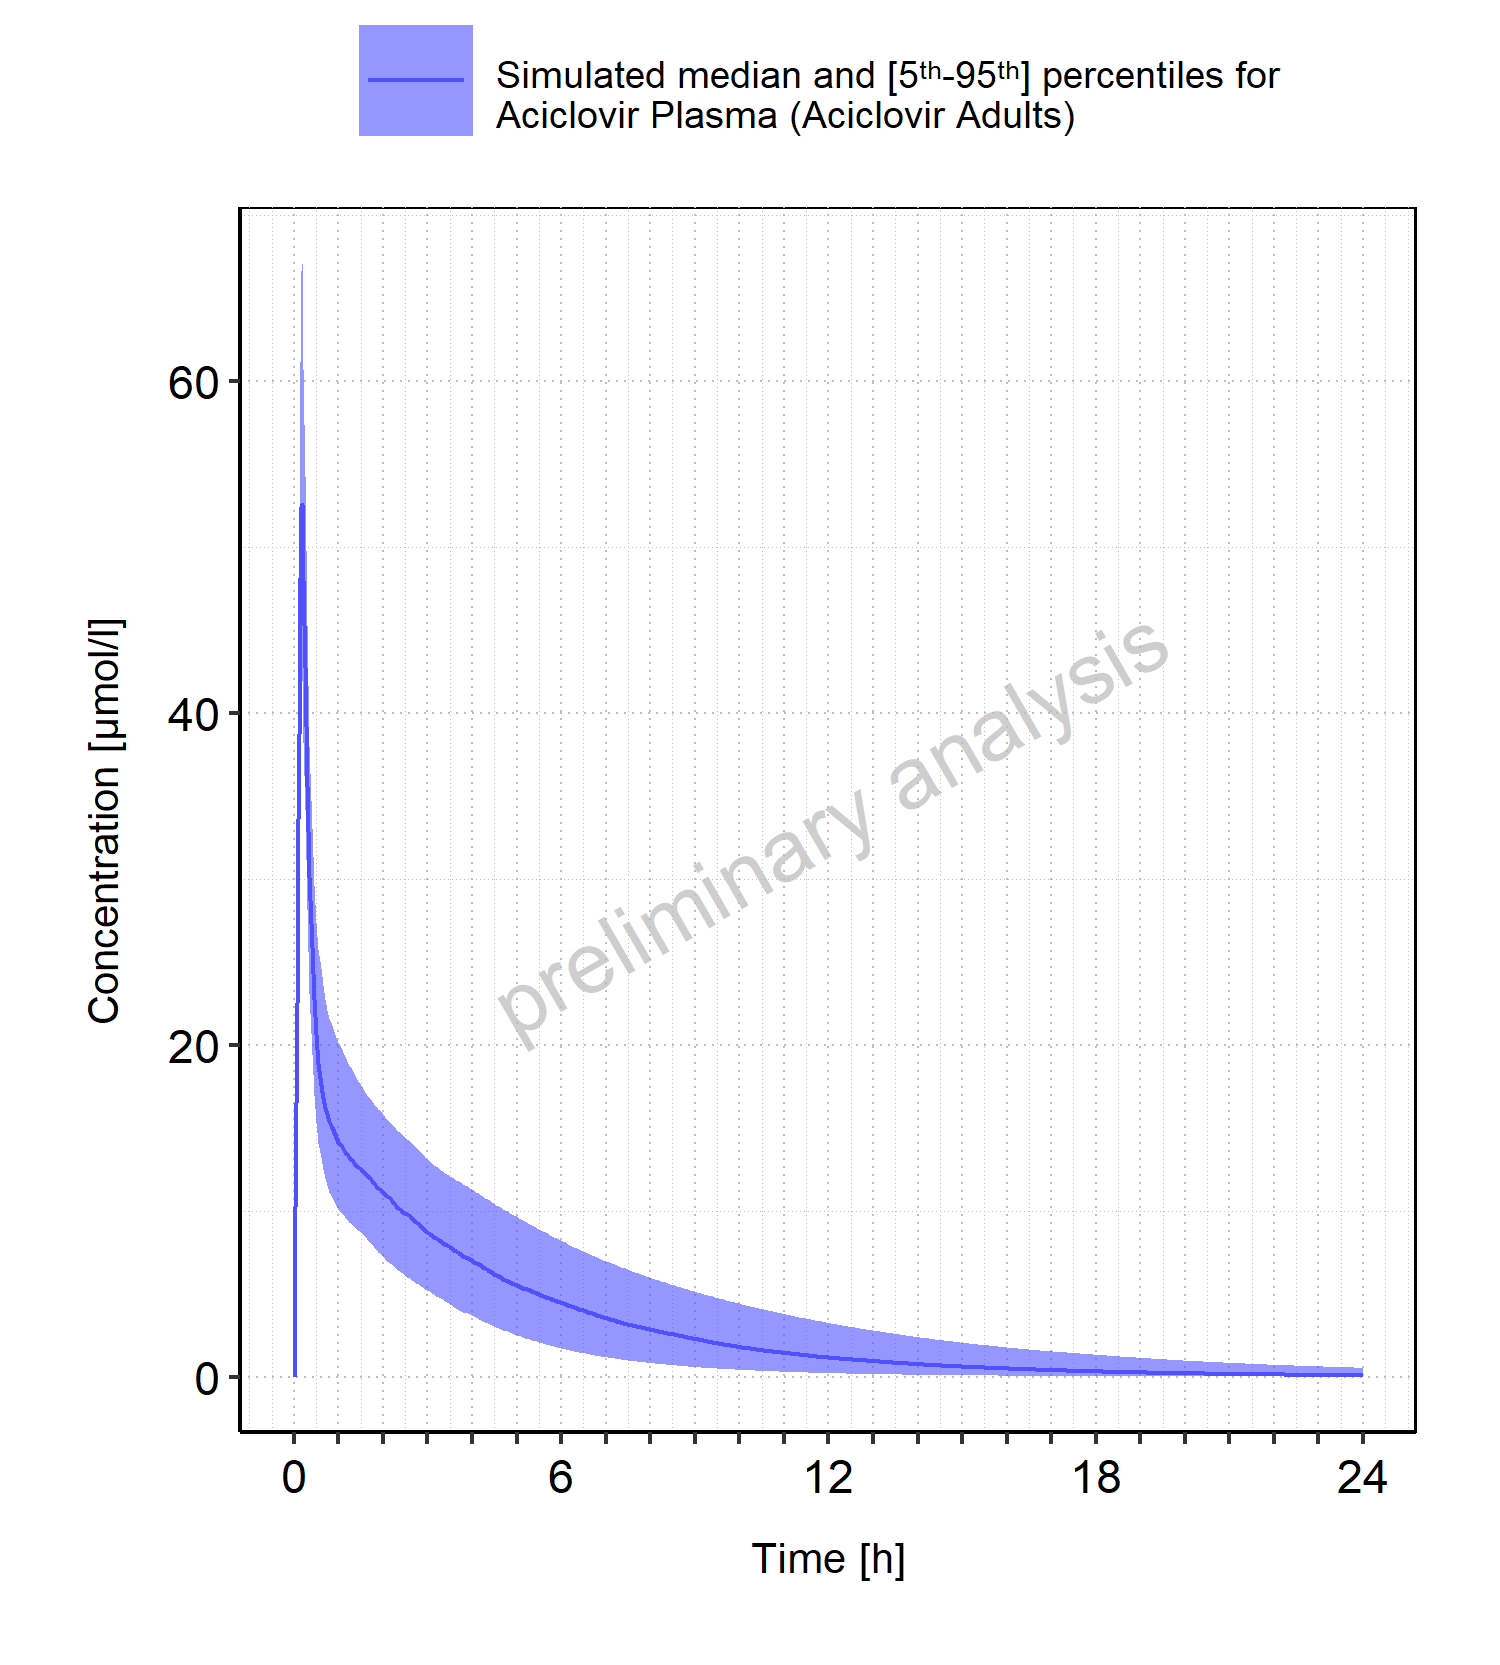 Simulated median and [5th-95th] percentiles for
Aciclovir Plasma (Aciclovir Adults)
Concentration [µmol/l]
60
40
20
0
preliminary analysis
0 6 12 18 24
Time [h]